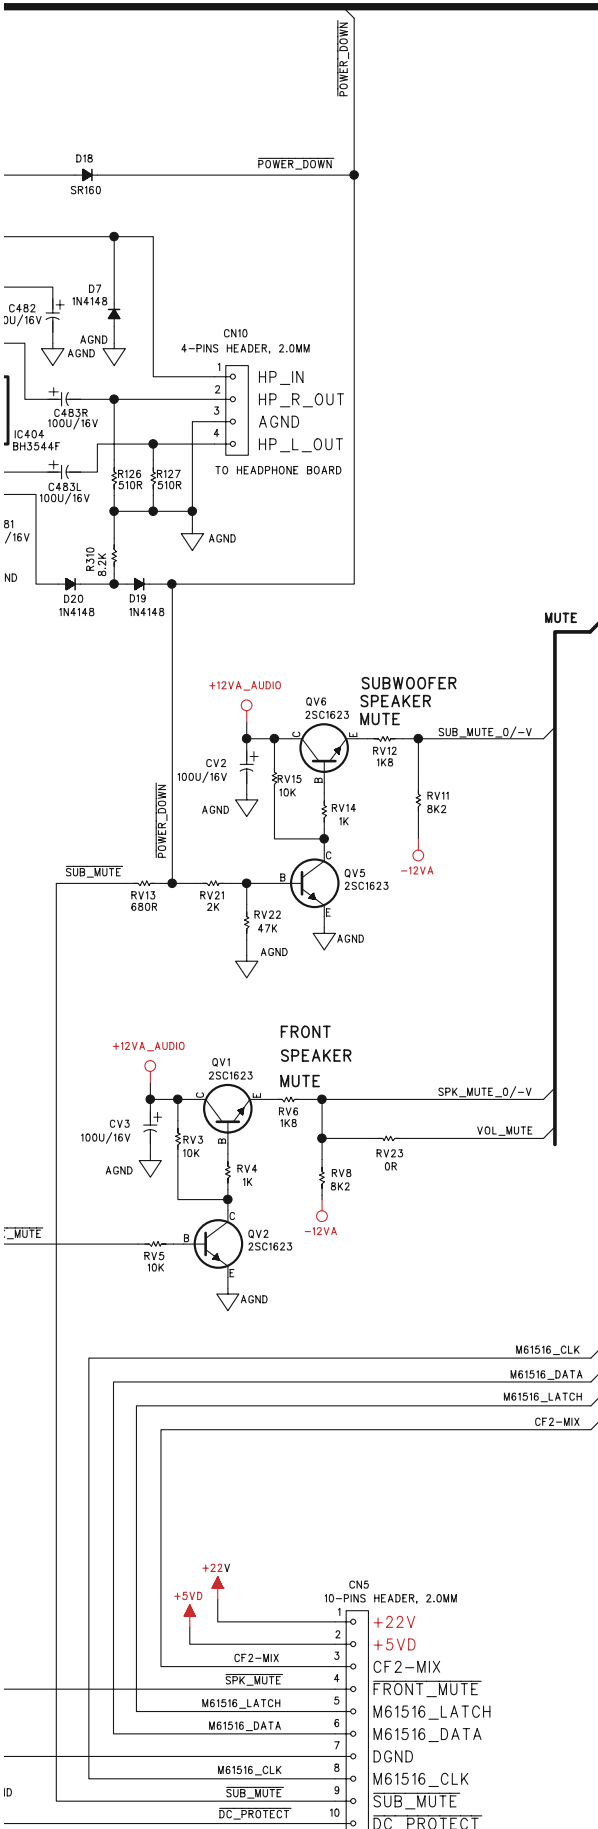 POWER_DOWN
D18
SR160
POWER_DOWN
D7
1N4148
C482
0U/16V
AGND
AGND
CN10
4-PINS HEADER, 2.0MM
1
HP_IN
2
HP_R_OUT
3
AGND
4
HP_L_OUT
TO HEADPHONE BOARD
C483R
100U/16V
IC404
BH3544F
C483L
100U/16V
R126
510R
R127
510R
AGND
81
/16V
R310
8.2K
ND
D20
1N4148
D19
1N4148
MUTE
+12VA_AUDIO
QV6
2SC1623
SUBWOOFER
SPEAKER
MUTE
C
E
B
SUB_MUTE_0/-V
RV12
1K8
CV2
100U/16V
RV15
10K
RV14
1K
RV11
8K2
AGND
-12VA
POWER_DOWN
SUB_MUTE
RV13
680R
RV21
2K
B
C
E
QV5
2SC1623
RV22
47K
AGND
AGND
+12VA_AUDIO
QV1
2SC1623
FRONT
SPEAKER
MUTE
C
E
B
SPK_MUTE_0/-V
RV6
1K8
CV3
100U/16V
RV3
10K
VOL_MUTE
RV23
0R
AGND
RV4
1K
RV8
8K2
-12VA
_MUTE
RV5
10K
B
C
E
QV2
2SC1623
AGND
M61516_CLK
M61516_DATA
M61516_LATCH
CF2-MIX
+22V
+5VD
CN5
10-PINS HEADER, 2.0MM
1
+22V
2
+5VD
CF2-MIX
3
CF2-MIX
SPK_MUTE
4
FRONT_MUTE
M61516_LATCH
5
M61516_LATCH
M61516_DATA
6
M61516_DATA
7
DGND
M61516_CLK
8
M61516_CLK
SUB_MUTE
9
SUB_MUTE
DC_PROTECT
10
DC_PROTECT